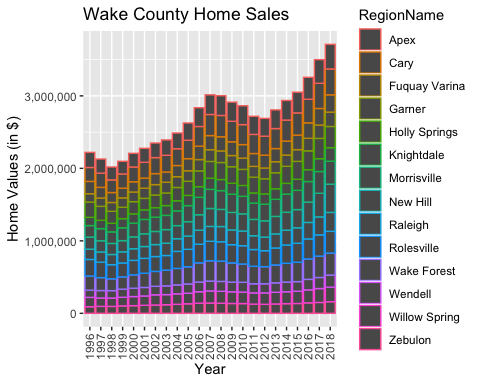 Wake County Home Sales
Home Values (in $)
3,000,000
2,000,000
1,000,000
0
1996 1997 1998 1999 2000 2001 2002 2003 2004 2005 2006 2007 2008 2009 2010 2011 2012 2013 2014 2015 2016 2017 2018
Year
RegionName
Apex
Cary
Fuquay Varina
Garner
Holly Springs
Knightdale
Morrisville
New Hill
Raleigh
Rolesville
Wake Forest
Wendell
Willow Spring
Zebulon